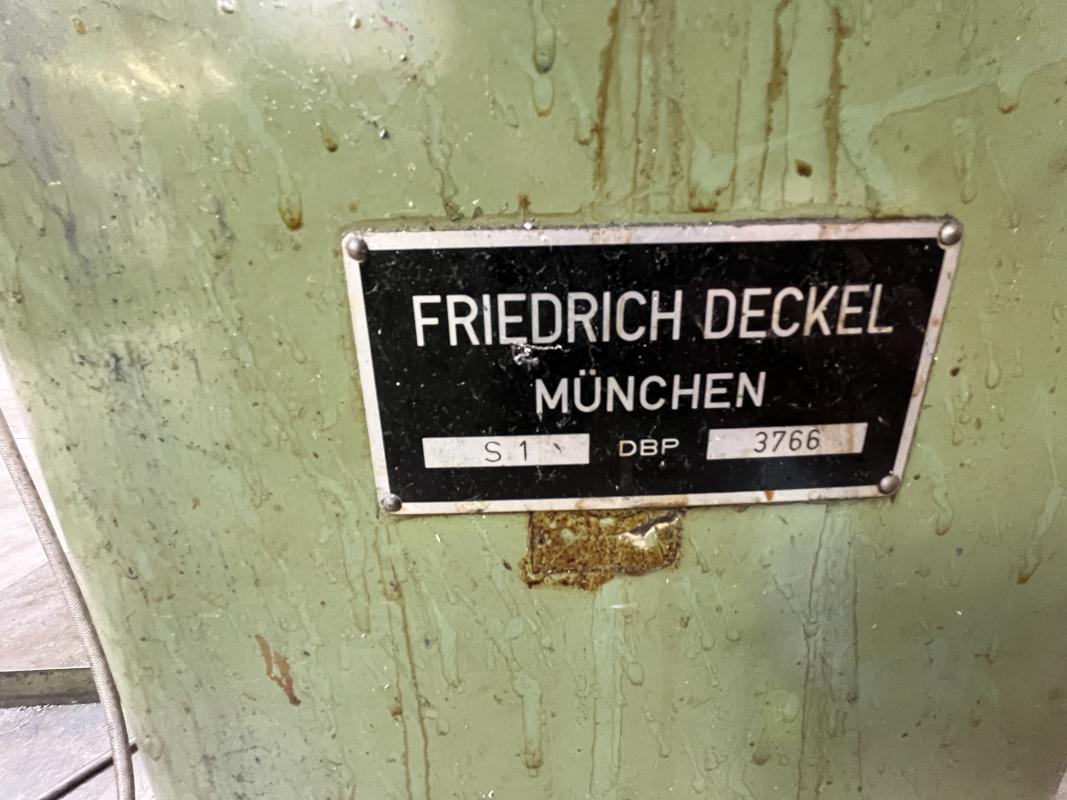 FRIEDRICH DECKEL
MÜNCHEN
S 1 DBP 3766